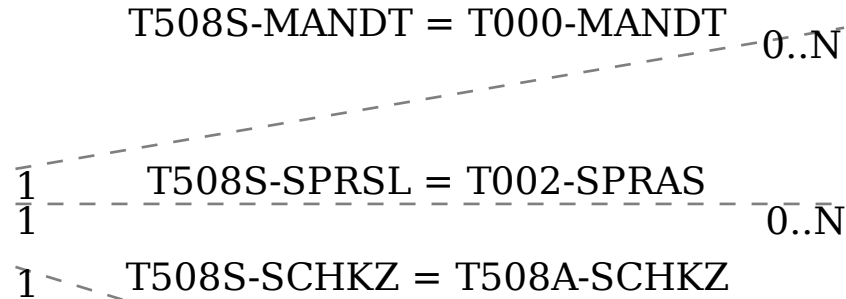 T508S-MANDT = T000-MANDT
0..N
1
T508S-SPRSL = T002-SPRAS
1
0..N
1
T508S-SCHKZ = T508A-SCHKZ